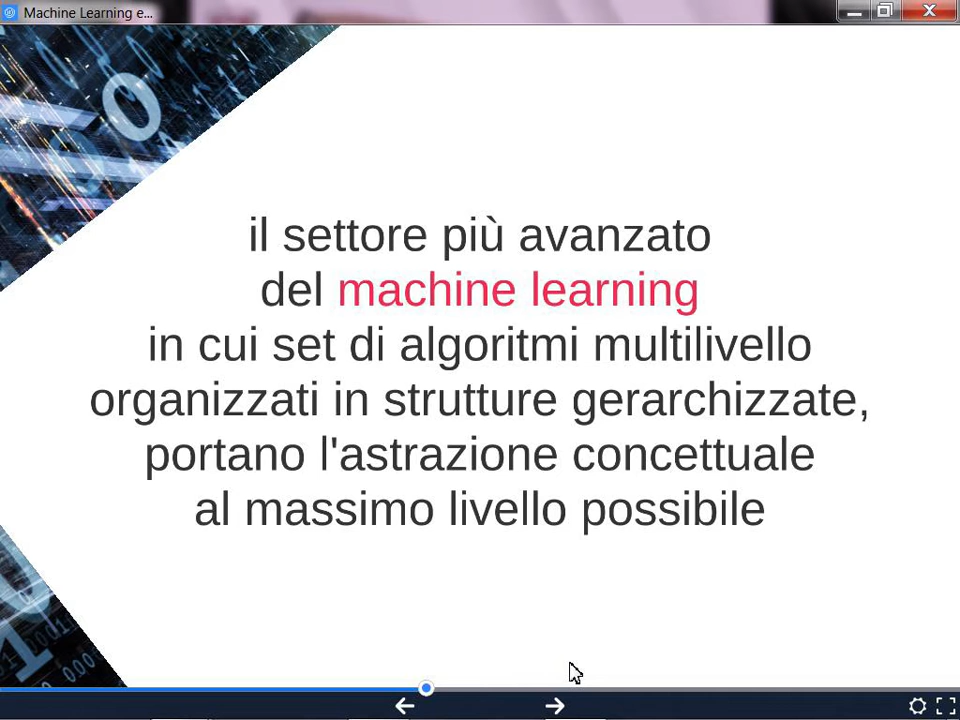 Machine Learning e...
il settore più avanzato
del machine learning
in cui set di algoritmi multilivello
organizzati in strutture gerarchizzate,
portano l'astrazione concettuale
al massimo livello possibile